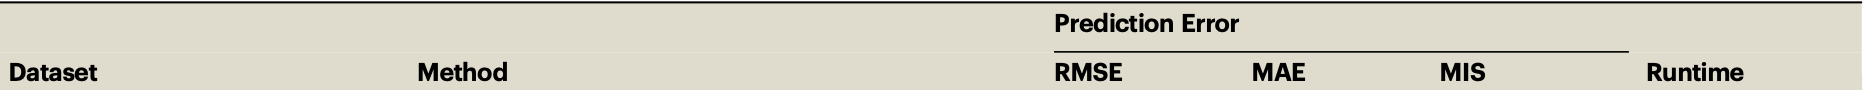 Prediction Error
Dataset Method RMSE MAE MIS Runtime